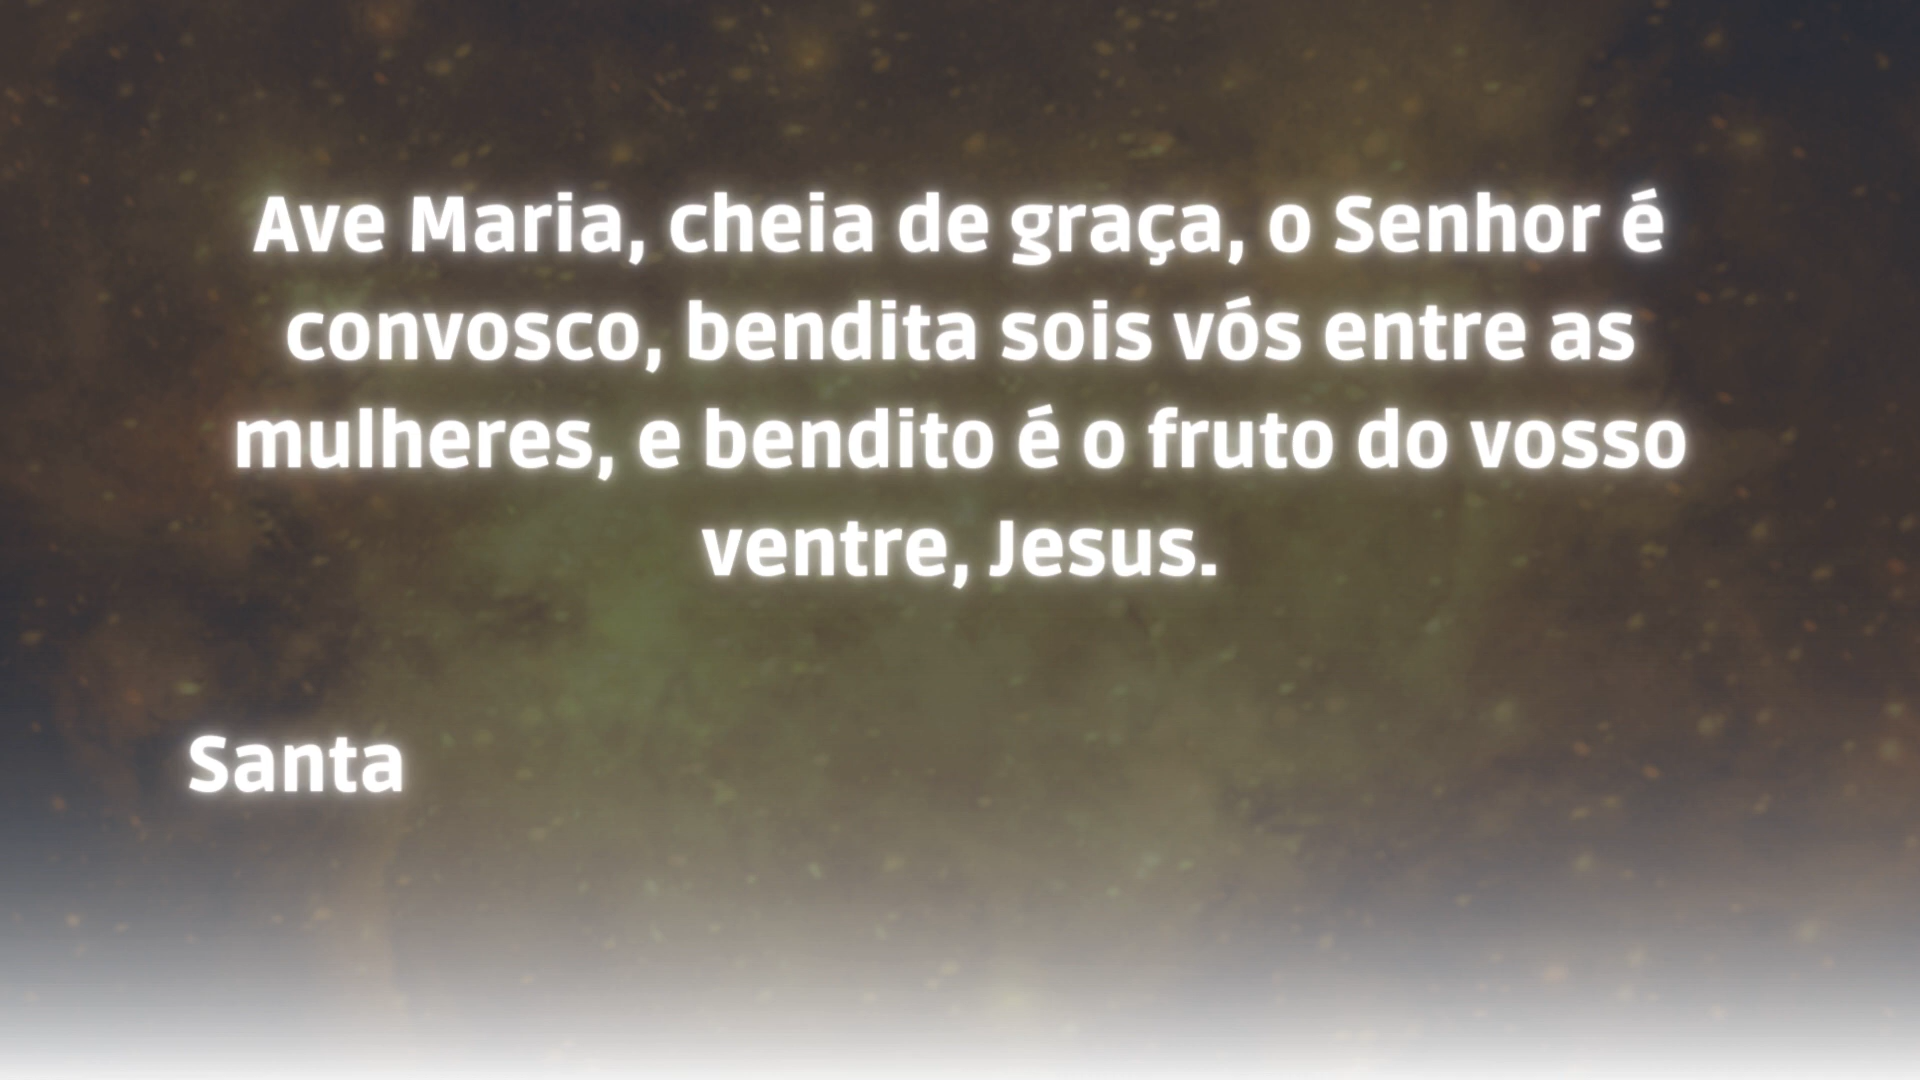 Ave Maria, cheia de graça, o Senhor é
convosco, bendita sois vós entre as
mulheres, e bendito é o fruto do vosso
ventre, Jesus.
Santa